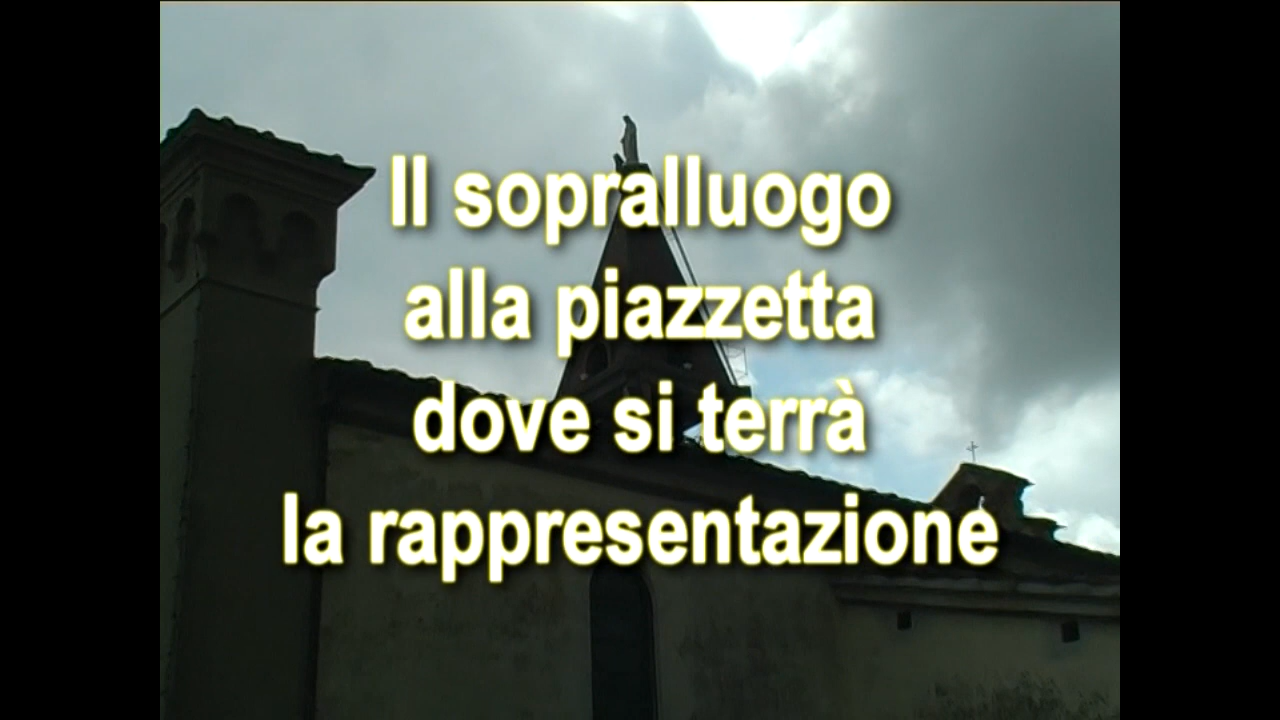 Il sopralluogo
alla piazzetta
dove si terrà
la rappresentazione